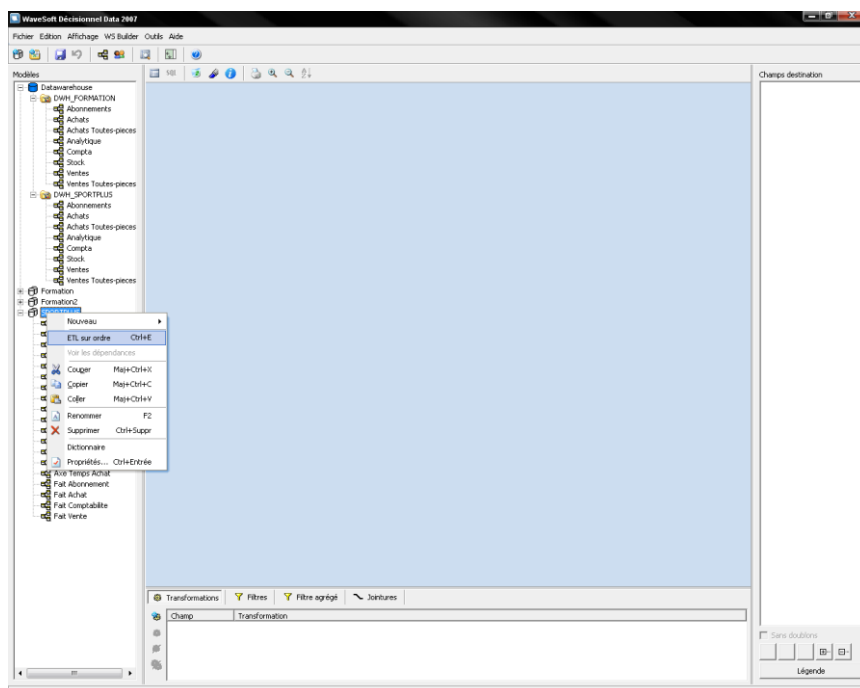 WaveSoft Décisionnel Data 2007
Fichier Edition Affichage WS Builder Outils Aide
Modèles
SQL
Champs destination
Datawarehouse
DWH_FORMATION
Abonnements
Achats
Achats Toutes-pieces
Analytique
Compta
Stock
Ventes
Ventes Toutes-pieces
DWH_SPORTPLUS
Abonnements
Achats
Achats Toutes-pieces
Analytique
Compta
Stock
Ventes
Ventes Toutes-pieces
Formation
Formation2
SPORTPLUS
Nouveau
ETL sur ordre Ctrl+E
Voir les dépendances
Couper Maj+Ctrl+X
Copier Maj+Ctrl+C
Coller Maj+Ctrl+V
Renommer F2
Supprimer Ctrl+Suppr
Dictionnaire
Propriétés... Ctrl+Entrée
Axe Temps Achat
Fait Abonnement
Fait Achat
Fait Comptabilite
Fait Vente
Transformations Filtres Filtre agrégé Jointures
Champ Transformation
Sans doublons
Légende